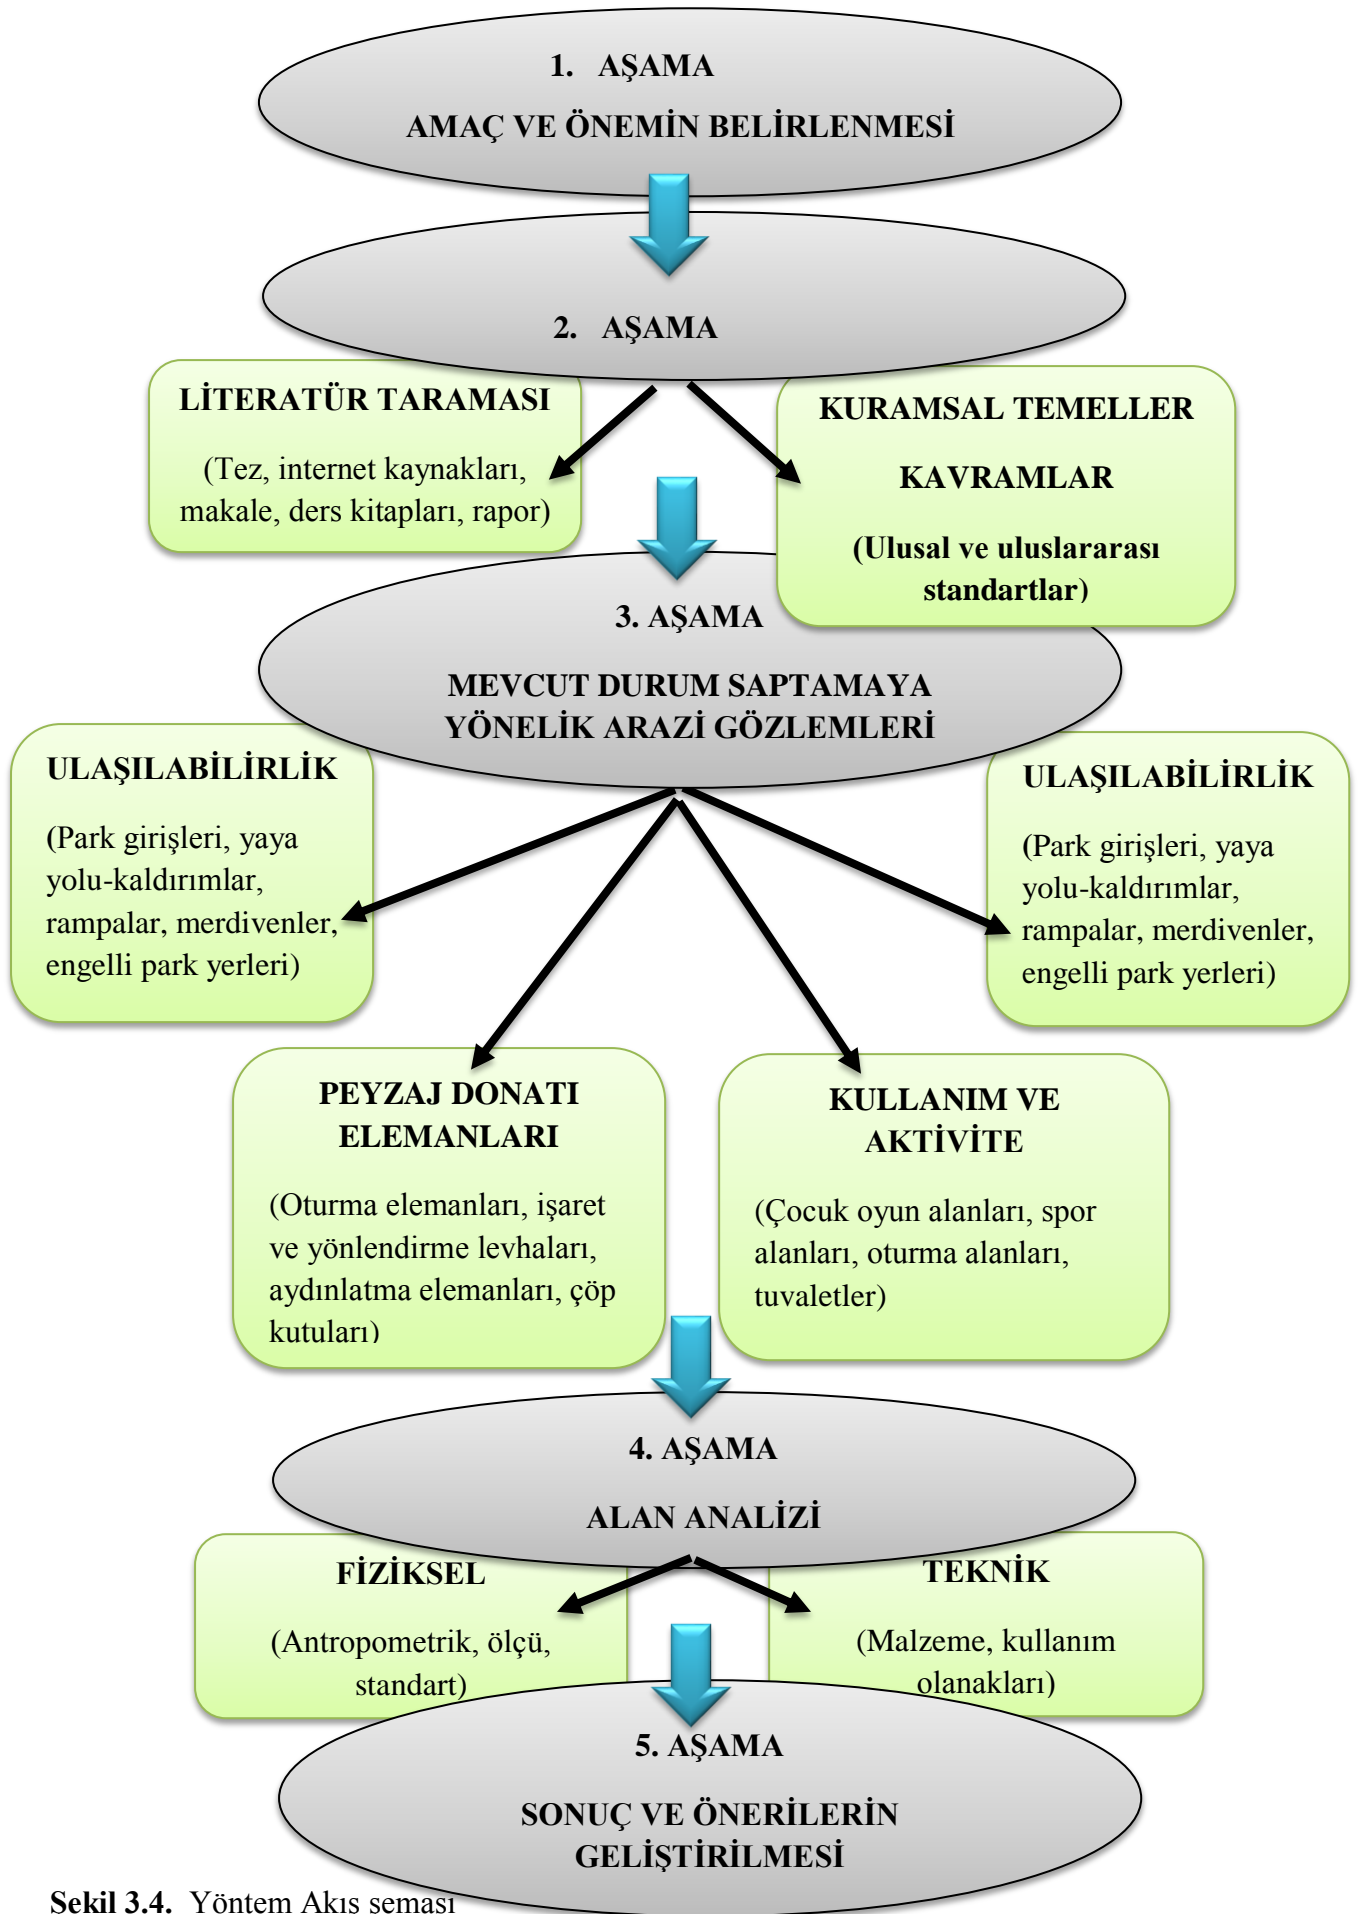 1. AŞAMA
AMAÇ VE ÖNEMİN BELİRLENMESİ
2. AŞAMA
LİTERATÜR TARAMASI
(Tez, internet kaynakları,
makale, ders kitapları, rapor)
KURAMSAL TEMELLER
KAVRAMLAR
(Ulusal ve uluslararası
standartlar)
3. AŞAMA
MEVCUT DURUM SAPTAMAYA
YÖNELİK ARAZİ GÖZLEMLERİ
ULAŞILABİLİRLİK
(Park girişleri, yaya
yolu-kaldırımlar,
rampalar, merdivenler,
engelli park yerleri)
ULAŞILABİLİRLİK
(Park girişleri, yaya
yolu-kaldırımlar,
rampalar, merdivenler,
engelli park yerleri)
PEYZAJ DONATI
ELEMANLARI
(Oturma elemanları, işaret
ve yönlendirme levhaları,
aydınlatma elemanları, çöp
kutuları)
KULLANIM VE
AKTİVİTE
(Çocuk oyun alanları, spor
alanları, oturma alanları,
tuvaletler)
4. AŞAMA
ALAN ANALİZİ
FİZİKSEL
(Antropometrik, ölçü,
standart)
TEKNİK
(Malzeme, kullanım
olanakları)
5. AŞAMA
SONUÇ VE ÖNERİLERİN
GELİŞTİRİLMESİ
Şekil 3.4. Yöntem Akış şeması